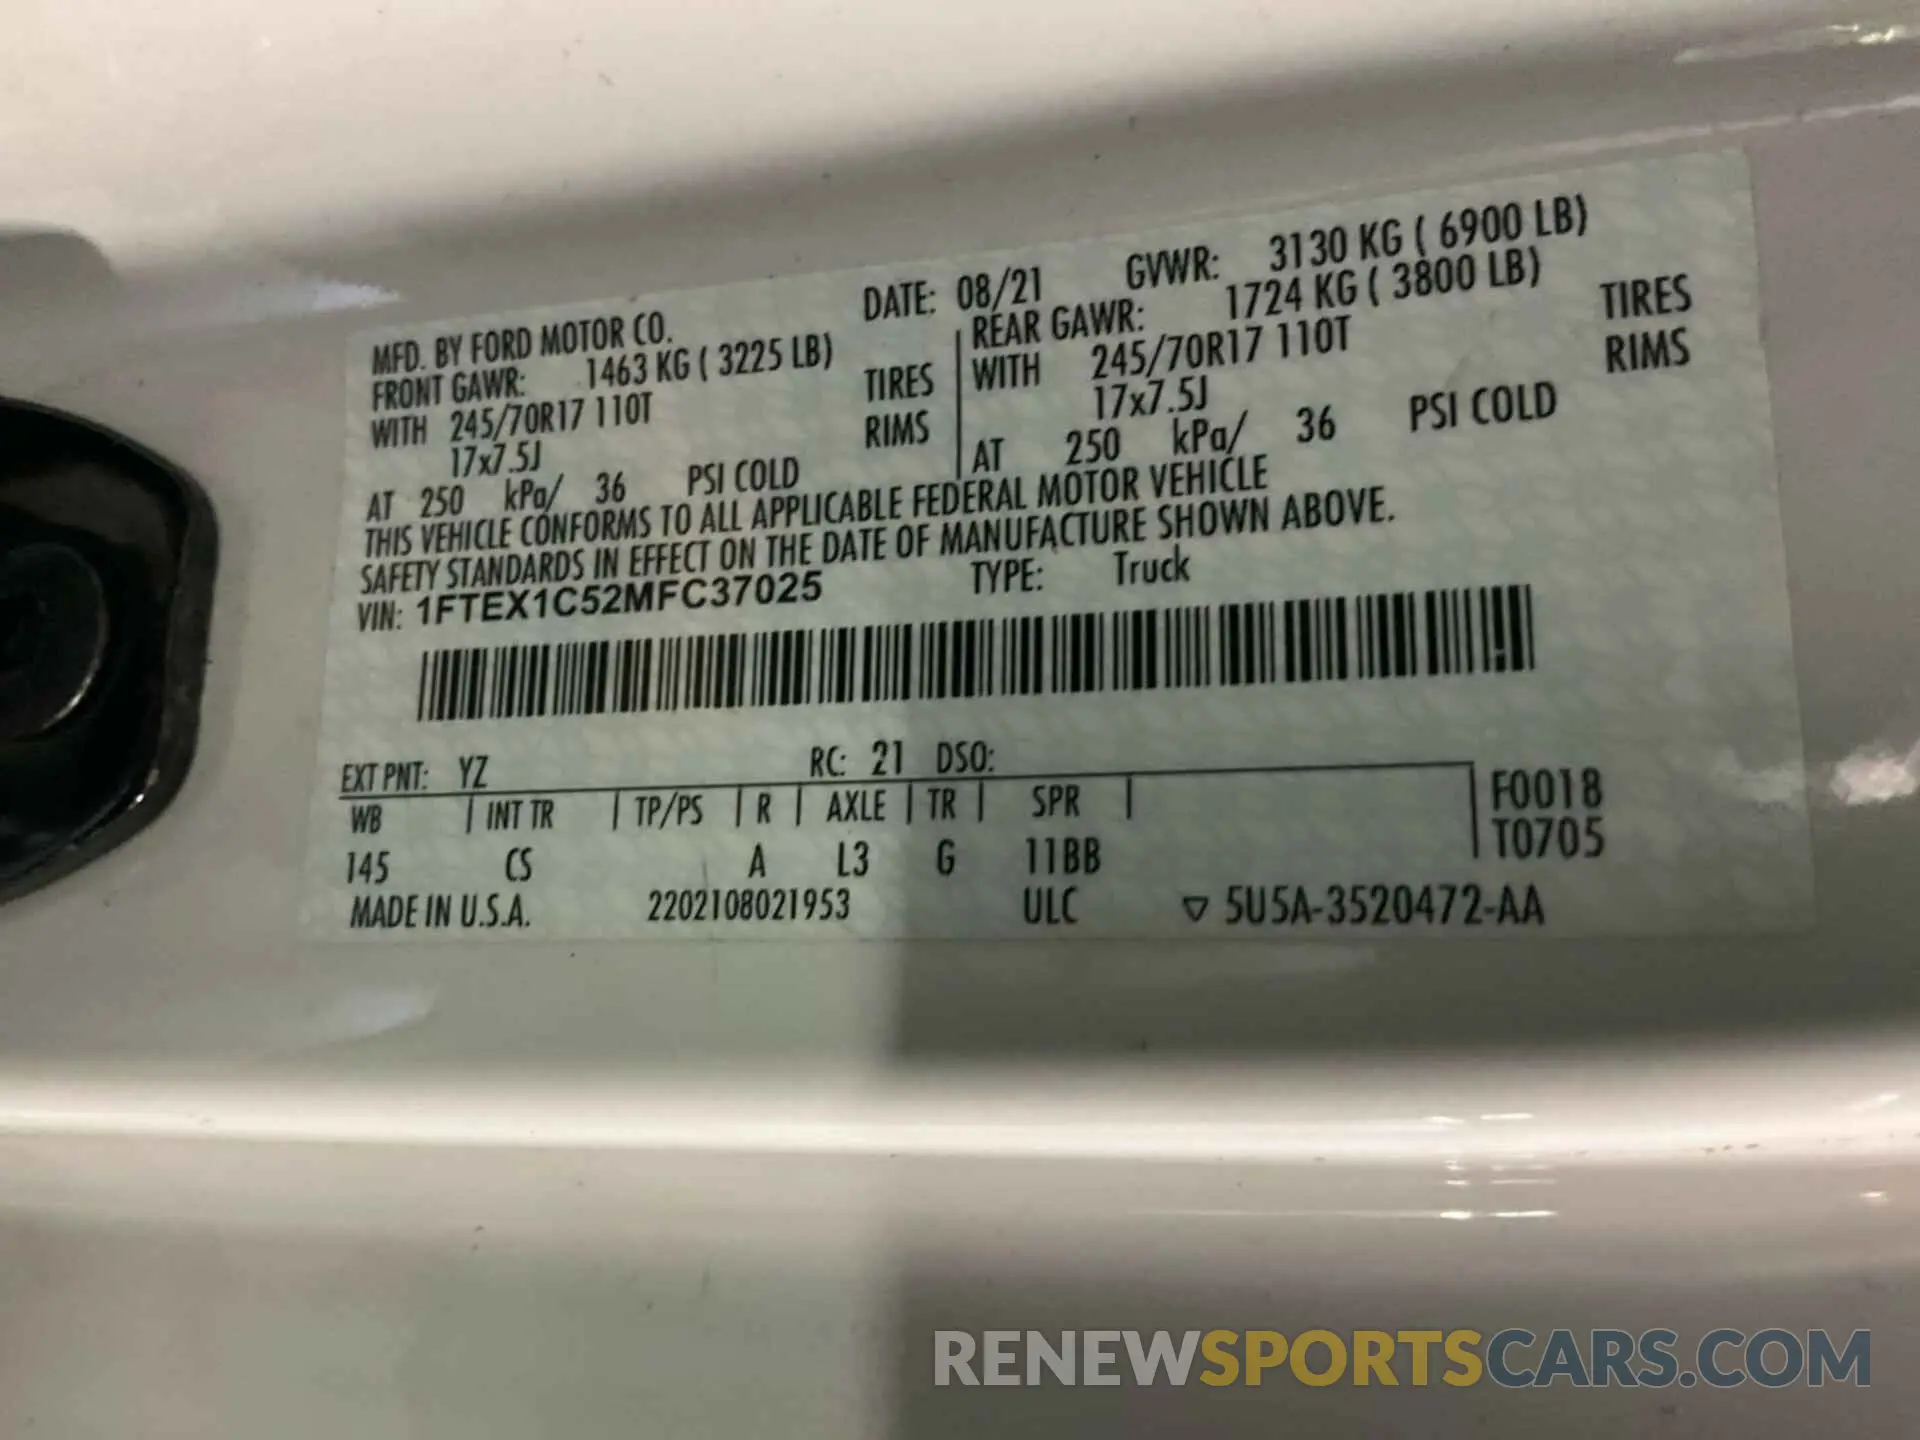 MFD. BY FORD MOTOR CO. DATE: 08/21 GVWR: 3130 KG ( 6900 LB)
FRONT GAWR: 1463 KG ( 3225 LB) REAR GAWR: 1724 KG ( 3800 LB)
WITH 245/70R17 110T TIRES WITH 245/70R17 110T TIRES
17x7.5J RIMS 17x7.5J RIMS
AT 250 kPa/ 36 PSI COLD AT 250 kPa/ 36 PSI COLD
THIS VEHICLE CONFORMS TO ALL APPLICABLE FEDERAL MOTOR VEHICLE
SAFETY STANDARDS IN EFFECT ON THE DATE OF MANUFACTURE SHOWN ABOVE.
VIN: 1FTEX1C52MFC37025 TYPE: Truck
EXT PNT: YZ RC: 21 DSO:
WB | INT TR | TP/PS | R | AXLE | TR | SPR | F0018
145 CS A L3 G 11BB T0705
MADE IN U.S.A. 2202108021953 ULC ▽ 5U5A-3520472-AA
RENEWSPORTSCARS.COM